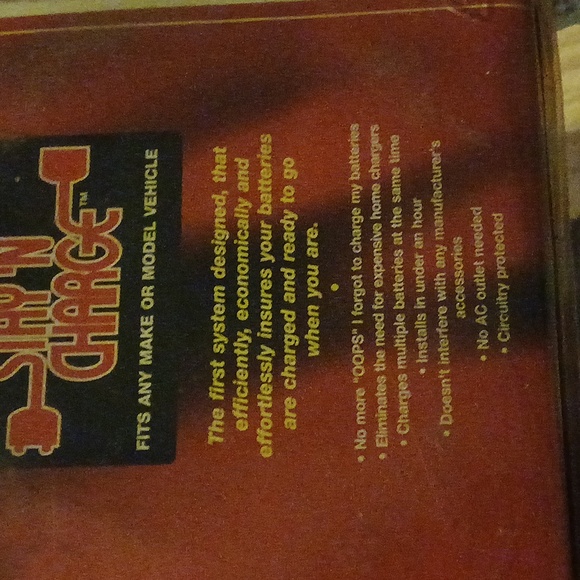 STAY 'N
CHARGE™
FITS ANY MAKE OR MODEL VEHICLE
The first system designed, that
efficiently, economically and
effortlessly insures your batteries
are charged and ready to go
when you are.
•
• No more "OOPS" I forgot to charge my batteries
• Eliminates the need for expensive home chargers
• Charges multiple batteries at the same time
• Installs in under an hour
• Doesn't interfere with any manufacturer's
accessories
• No AC outlet needed
• Circuitry protected